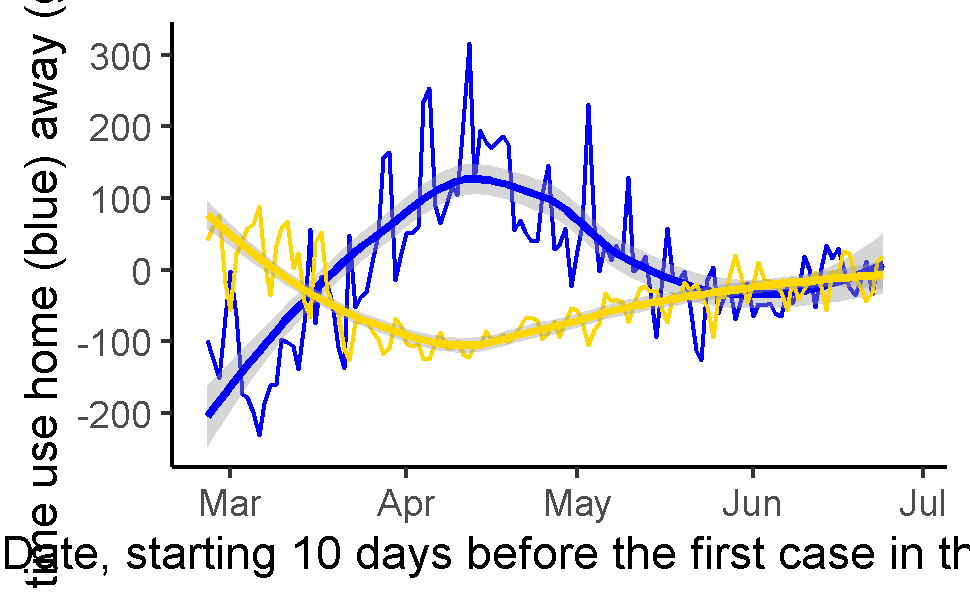 time use home (blue) away (
300
200
100
0
-100
-200
Mar Apr May Jun Jul
Date, starting 10 days before the first case in th